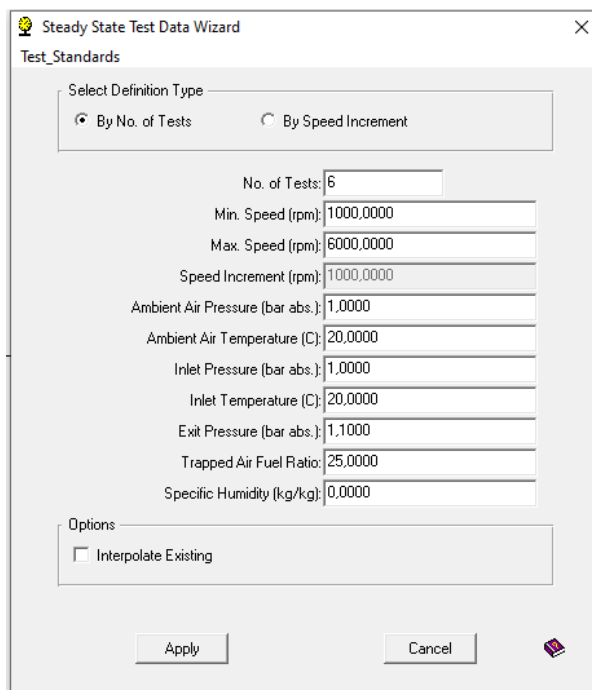 Steady State Test Data Wizard
Test_Standards
Select Definition Type
By No. of Tests By Speed Increment
No. of Tests: 6
Min. Speed (rpm): 1000,0000
Max. Speed (rpm): 6000,0000
Speed Increment (rpm): 1000,0000
Ambient Air Pressure (bar abs.): 1,0000
Ambient Air Temperature (C): 20,0000
Inlet Pressure (bar abs.): 1,0000
Inlet Temperature (C): 20,0000
Exit Pressure (bar abs.): 1,1000
Trapped Air Fuel Ratio: 25,0000
Specific Humidity (kg/kg): 0,0000
Options
Interpolate Existing
Apply Cancel